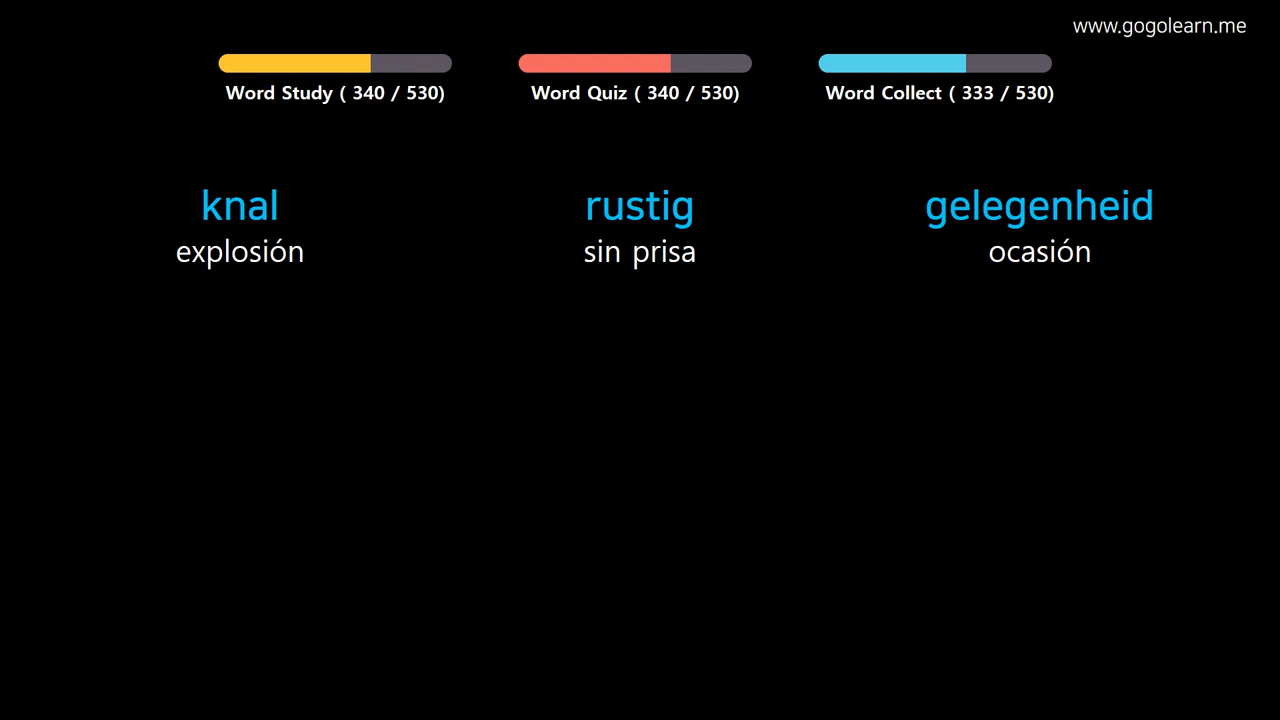 www.gogolearn.me
Word Study ( 340 / 530)
Word Quiz ( 340 / 530)
Word Collect ( 333 / 530)
knal
explosión
rustig
sin prisa
gelegenheid
ocasión